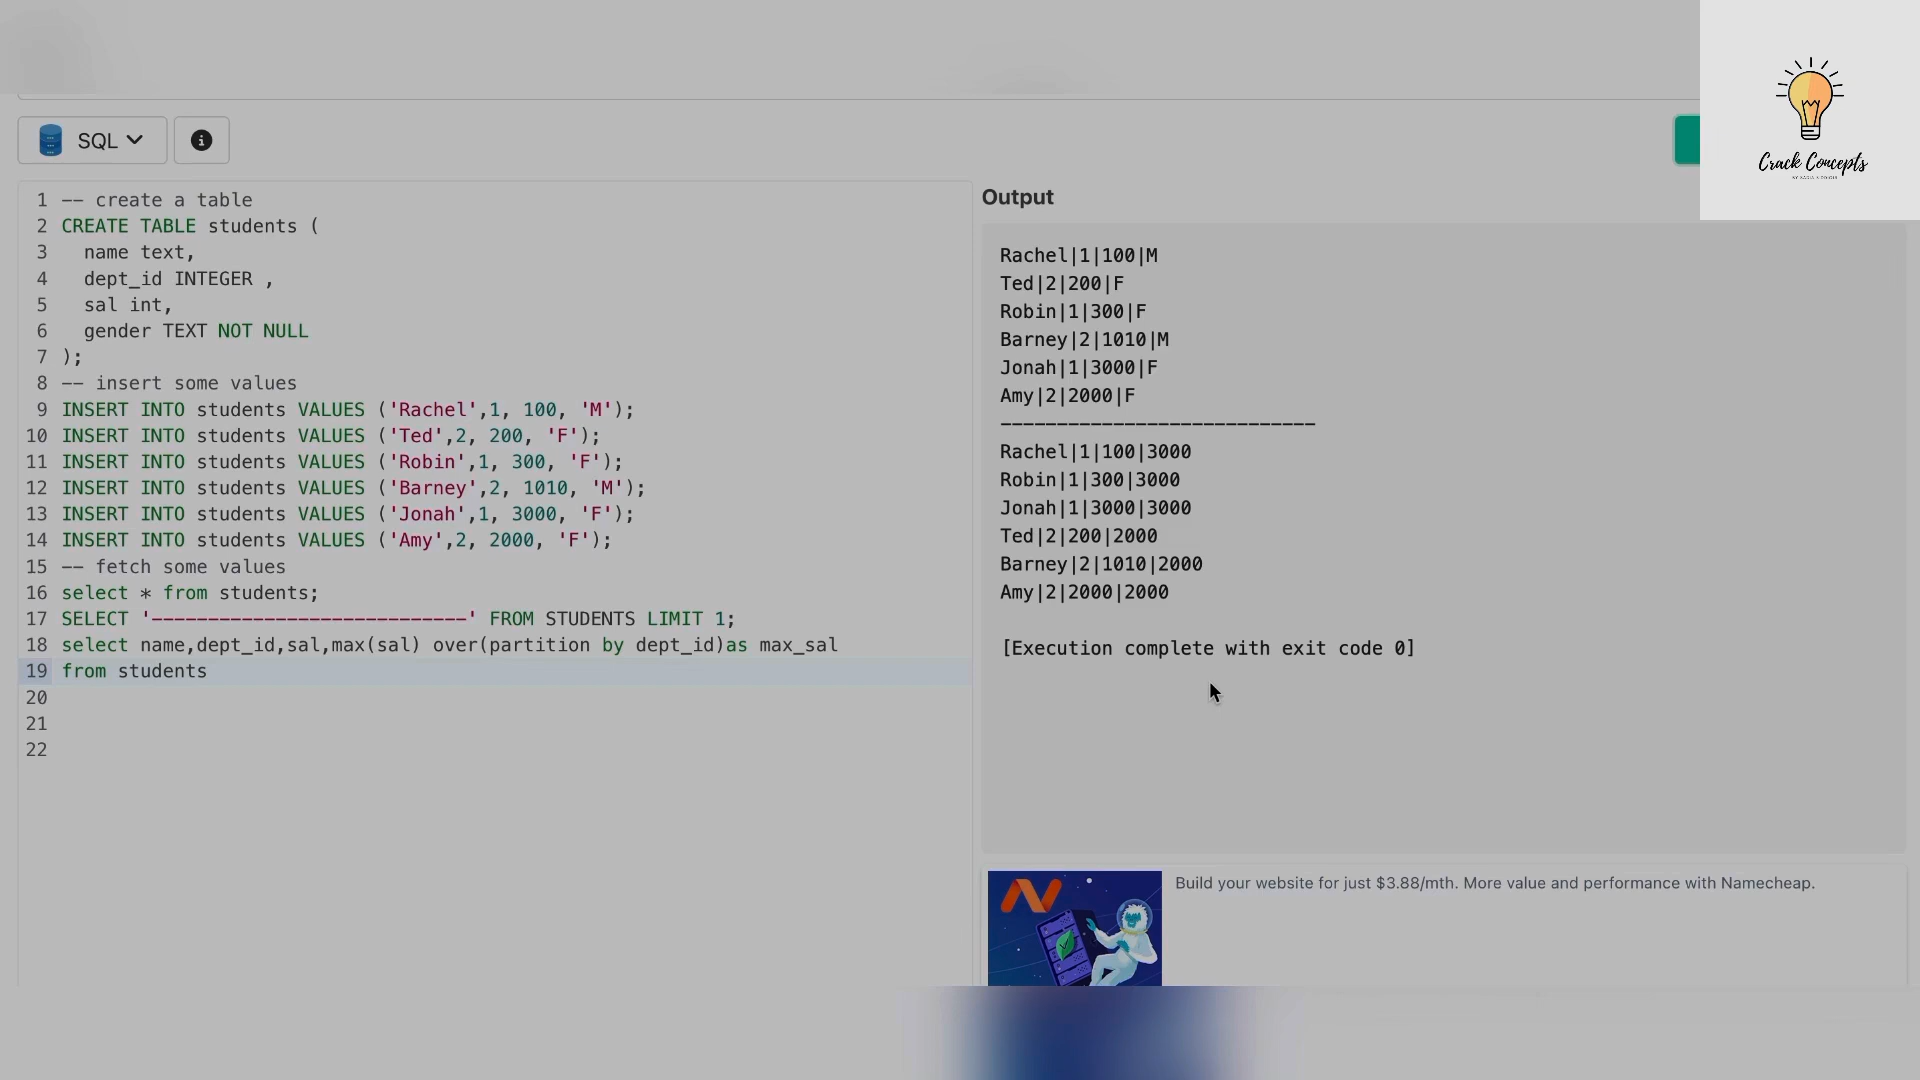 SQL
Crack Concepts
1 -- create a table
2 CREATE TABLE students (
3 name text,
4 dept_id INTEGER ,
5 sal int,
6 gender TEXT NOT NULL
7 );
8 -- insert some values
9 INSERT INTO students VALUES ('Rachel',1, 100, 'M');
10 INSERT INTO students VALUES ('Ted',2, 200, 'F');
11 INSERT INTO students VALUES ('Robin',1, 300, 'F');
12 INSERT INTO students VALUES ('Barney',2, 1010, 'M');
13 INSERT INTO students VALUES ('Jonah',1, 3000, 'F');
14 INSERT INTO students VALUES ('Amy',2, 2000, 'F');
15 -- fetch some values
16 select * from students;
17 SELECT '----------------------------' FROM STUDENTS LIMIT 1;
18 select name,dept_id,sal,max(sal) over(partition by dept_id)as max_sal
19 from students
20
21
22
Output
Rachel|1|100|M
Ted|2|200|F
Robin|1|300|F
Barney|2|1010|M
Jonah|1|3000|F
Amy|2|2000|F
----------------------------
Rachel|1|100|3000
Robin|1|300|3000
Jonah|1|3000|3000
Ted|2|200|2000
Barney|2|1010|2000
Amy|2|2000|2000
[Execution complete with exit code 0]
Build your website for just $3.88/mth. More value and performance with Namecheap.